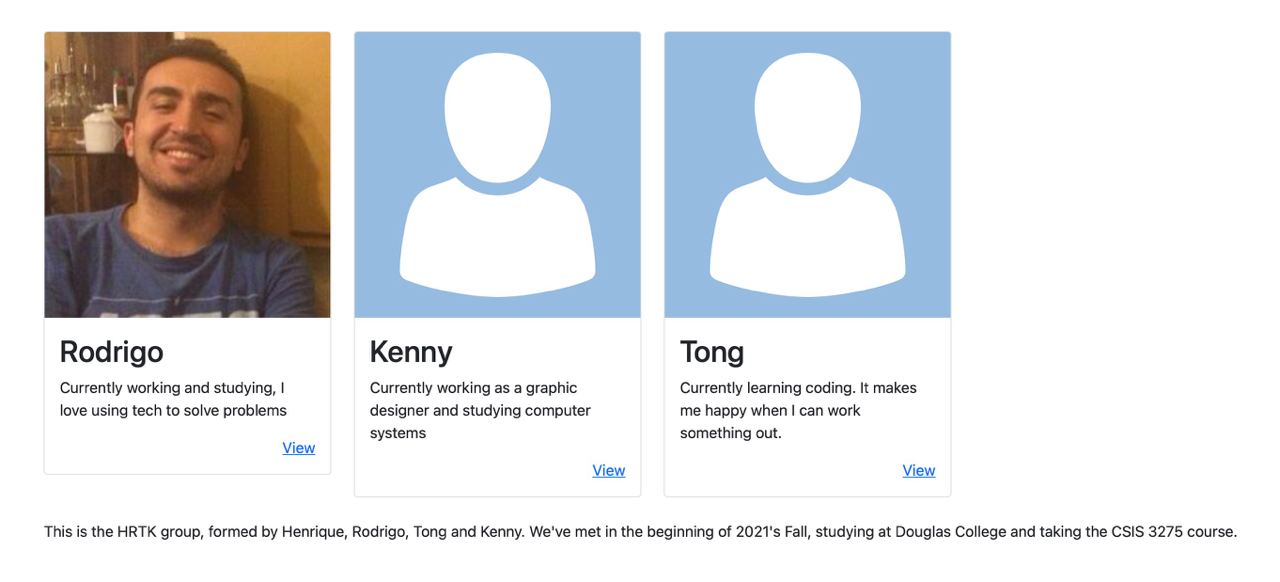 Rodrigo
Currently working and studying, I
love using tech to solve problems
View
Kenny
Currently working as a graphic
designer and studying computer
systems
View
Tong
Currently learning coding. It makes
me happy when I can work
something out.
View
This is the HRTK group, formed by Henrique, Rodrigo, Tong and Kenny. We've met in the beginning of 2021's Fall, studying at Douglas College and taking the CSIS 3275 course.